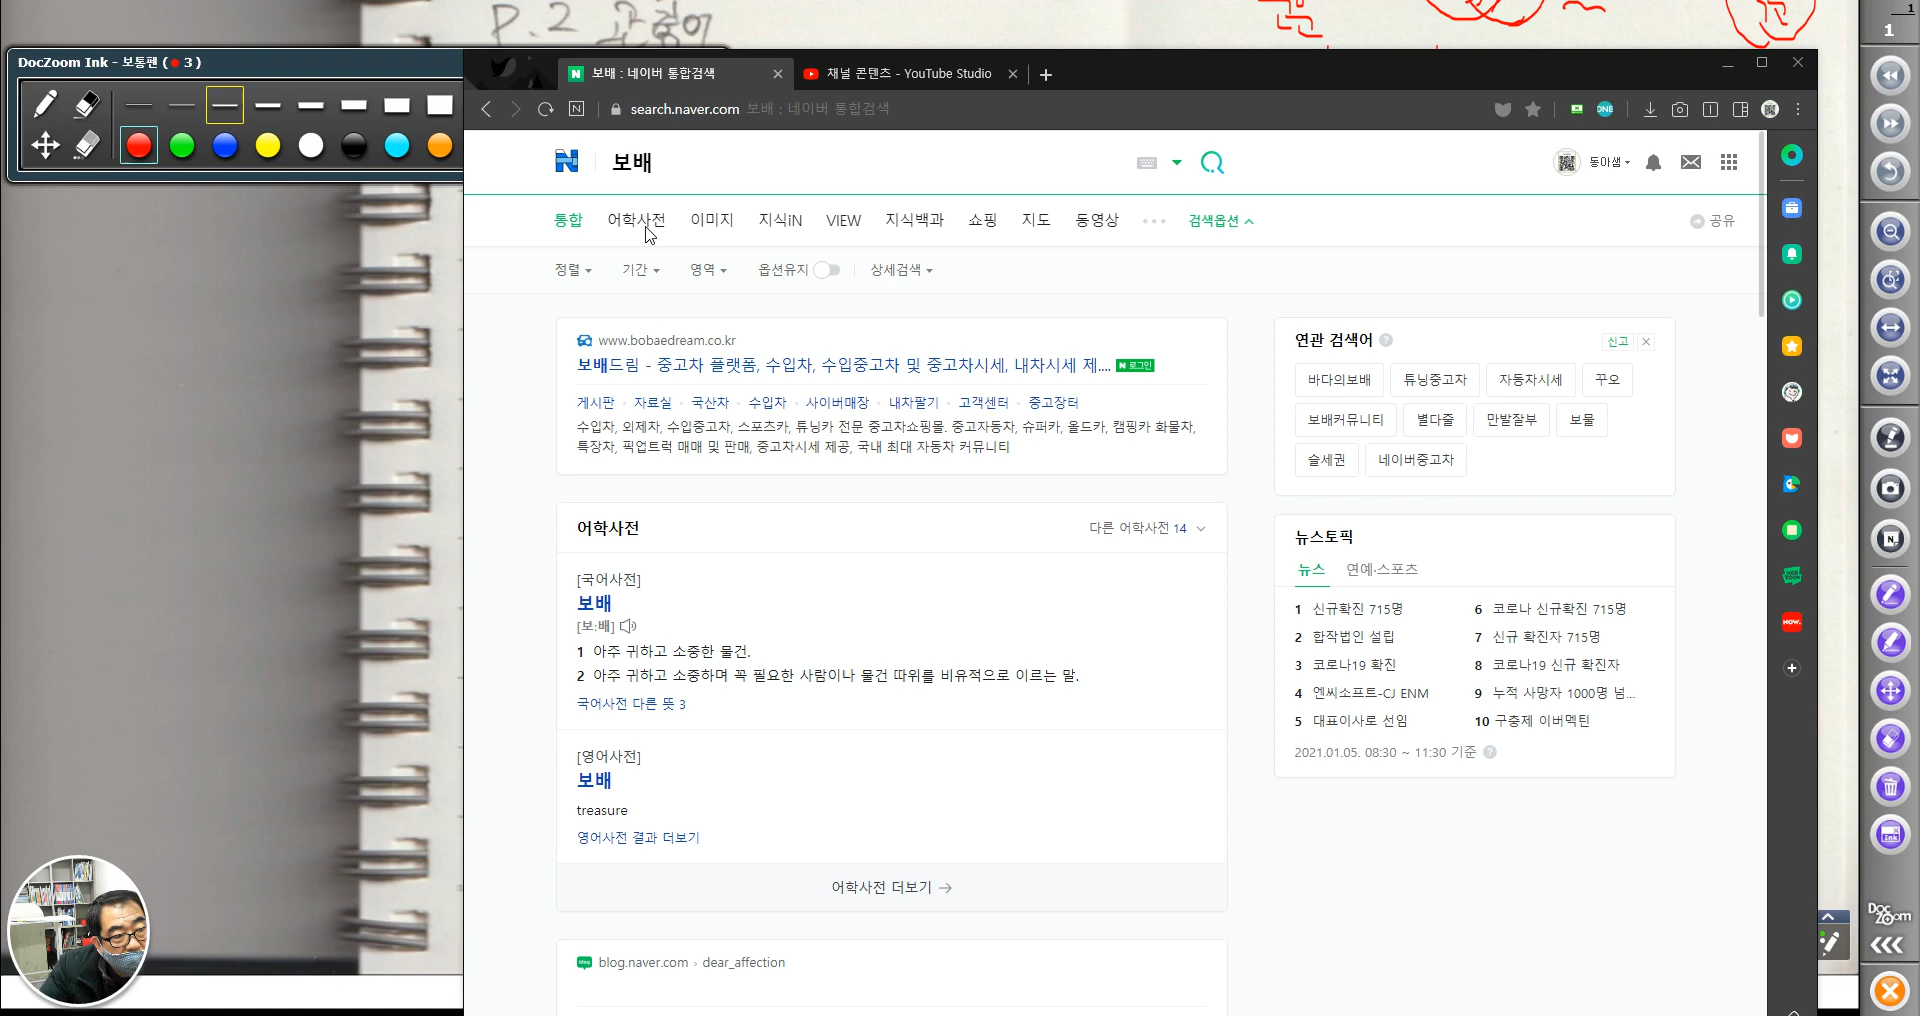 P.2 고훈이
1
1
DocZoom Ink - 보통펜 ( 3 )
보배 : 네이버 통합검색
채널 콘텐츠 - YouTube Studio
search.naver.com 보배 : 네이버 통합검색
보배
동아샘
통합 어학사전 이미지 지식iN VIEW 지식백과 쇼핑 지도 동영상 검색옵션 공유
정렬 기간 영역 옵션유지 상세검색
www.bobaedream.co.kr
보배드림 - 중고차 플랫폼, 수입차, 수입중고차 및 중고차시세, 내차시세 제.... N 로그인
게시판 · 자료실 · 국산차 · 수입차 · 사이버매장 · 내차팔기 · 고객센터 · 중고장터
수입차, 외제차, 수입중고차, 스포츠카, 튜닝카 전문 중고차쇼핑몰. 중고자동차, 슈퍼카, 올드카, 캠핑카 화물차,
특장차, 픽업트럭 매매 및 판매, 중고차시세 제공, 국내 최대 자동차 커뮤니티
어학사전
다른 어학사전 14
[국어사전]
보배
[보:배]
1 아주 귀하고 소중한 물건.
2 아주 귀하고 소중하며 꼭 필요한 사람이나 물건 따위를 비유적으로 이르는 말.
국어사전 다른 뜻 3
[영어사전]
보배
treasure
영어사전 결과 더보기
어학사전 더보기 →
blog.naver.com › dear_affection
연관 검색어
신고
바다의보배 튜닝중고차 자동차시세 꾸오
보배커뮤니티 별다줄 만발잘부 보물
슬세권 네이버중고차
뉴스토픽
뉴스 연예·스포츠
1 신규확진 715명
2 합작법인 설립
3 코로나19 확진
4 엔씨소프트-CJ ENM
5 대표이사로 선임
6 코로나 신규확진 715명
7 신규 확진자 715명
8 코로나19 신규 확진자
9 누적 사망자 1000명 넘...
10 구충제 이버멕틴
2021.01.05. 08:30 ~ 11:30 기준
ONE
WEB TOON
NOW.
Ink
DocZoom